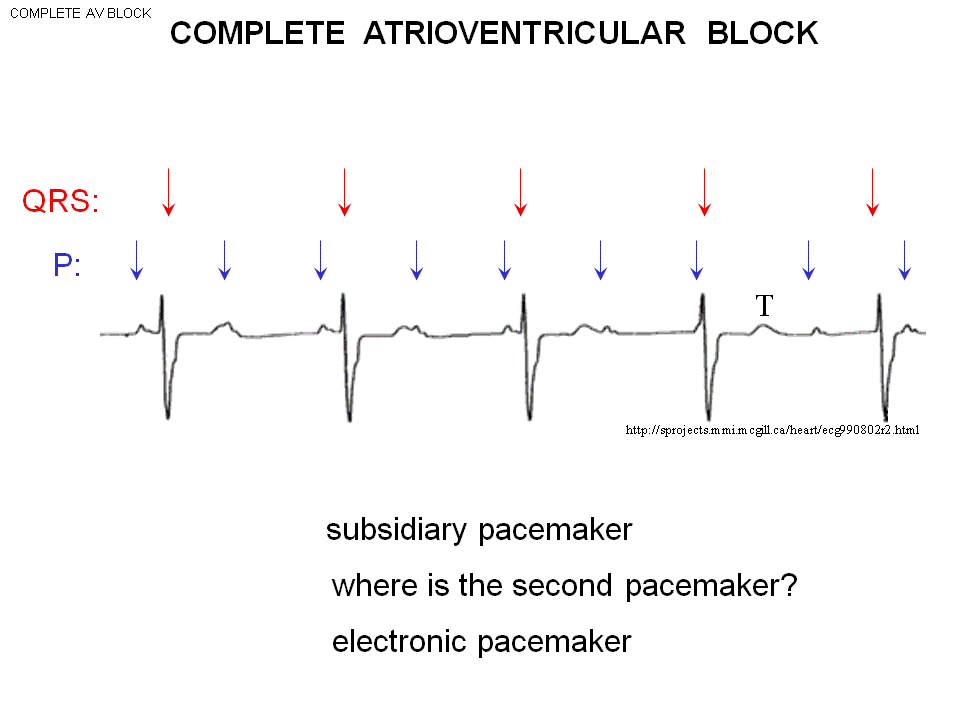 COMPLETE AV BLOCK
COMPLETE ATRIOVENTRICULAR BLOCK
QRS:
P:
T
http://sprojects.mmi.mcgill.ca/heart/ecg990802r2.html
subsidiary pacemaker
where is the second pacemaker?
electronic pacemaker